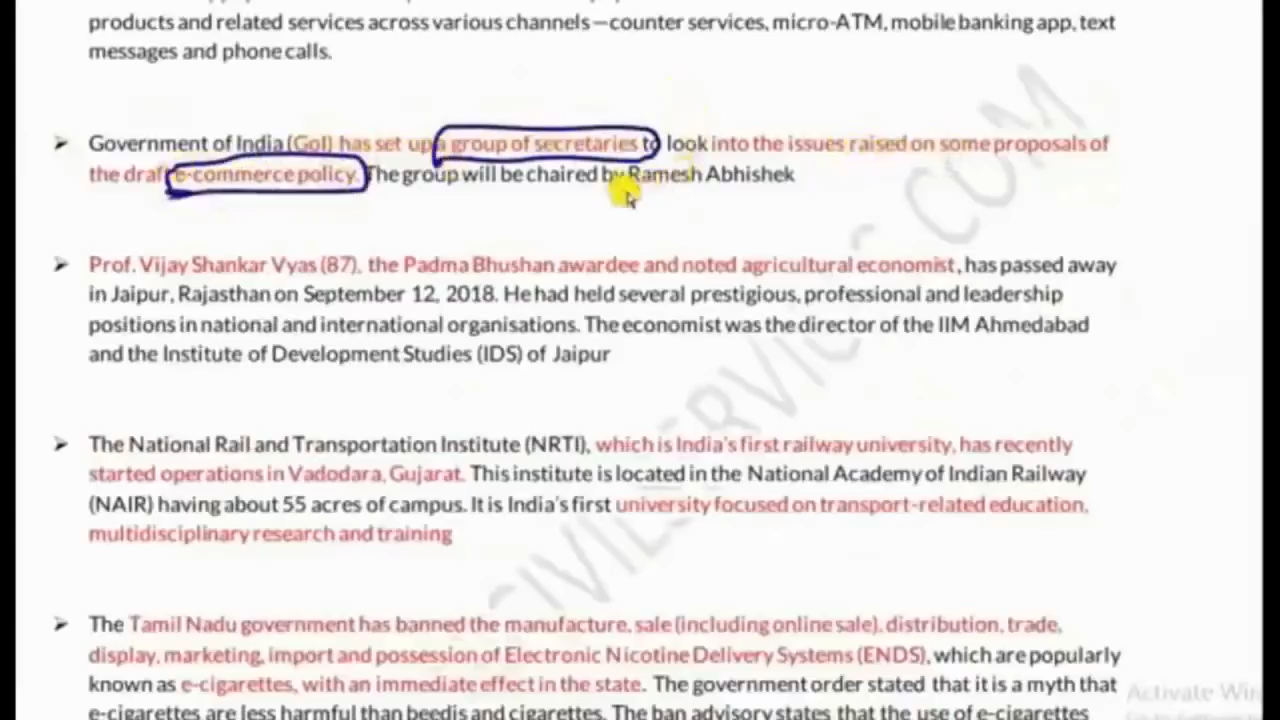 products and related services across various channels—counter services, micro-ATM, mobile banking app, text
messages and phone calls.
➢ Government of India (GoI) has set up a group of secretaries to look into the issues raised on some proposals of
the draft e-commerce policy. The group will be chaired by Ramesh Abhishek
➢ Prof. Vijay Shankar Vyas (87), the Padma Bhushan awardee and noted agricultural economist, has passed away
in Jaipur, Rajasthan on September 12, 2018. He had held several prestigious, professional and leadership
positions in national and international organisations. The economist was the director of the IIM Ahmedabad
and the Institute of Development Studies (IDS) of Jaipur
➢ The National Rail and Transportation Institute (NRTI), which is India's first railway university, has recently
started operations in Vadodara, Gujarat. This institute is located in the National Academy of Indian Railway
(NAIR) having about 55 acres of campus. It is India's first university focused on transport-related education,
multidisciplinary research and training
➢ The Tamil Nadu government has banned the manufacture, sale (including online sale), distribution, trade,
display, marketing, import and possession of Electronic Nicotine Delivery Systems (ENDS), which are popularly
known as e-cigarettes, with an immediate effect in the state. The government order stated that it is a myth that
e-cigarettes are less harmful than beedis and cigarettes. The ban advisory states that the use of e-cigarettes
CIVILSERVIC.COM
Activate Win